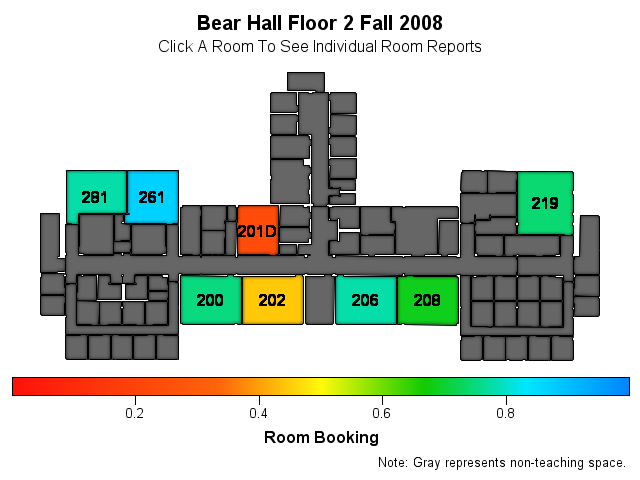 Bear Hall Floor 2 Fall 2008
Click A Room To See Individual Room Reports
281 261 219
201D
200 202 206 208
0.2 0.4 0.6 0.8
Room Booking
Note: Gray represents non-teaching space.